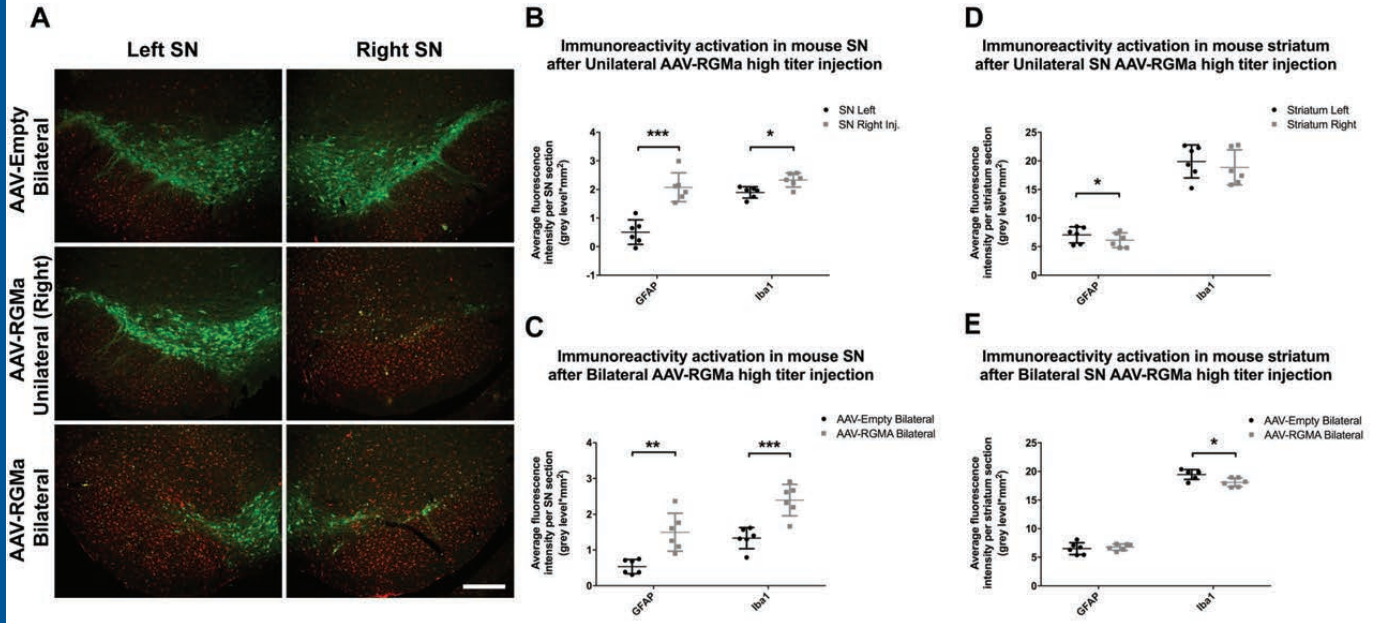 A
Left SN
Right SN
AAV-Empty
Bilateral
AAV-RGMa
Unilateral (Right)
AAV-RGMa
Bilateral
B
Immunoreactivity activation in mouse SN
after Unilateral AAV-RGMa high titer injection
SN Left
SN Right Inj.
Average fluorescence
intensity per SN section
(grey level*mm²)
4
3
2
1
0
-1
***
*
GFAP
Iba1
C
Immunoreactivity activation in mouse SN
after Bilateral AAV-RGMa high titer injection
AAV-Empty Bilateral
AAV-RGMA Bilateral
Average fluorescence
intensity per SN section
(grey level*mm²)
4
3
2
1
0
**
***
GFAP
Iba1
D
Immunoreactivity activation in mouse striatum
after Unilateral SN AAV-RGMa high titer injection
Striatum Left
Striatum Right
Average fluorescence
intensity per striatum section
(grey level*mm²)
25
20
15
10
5
0
*
GFAP
Iba1
E
Immunoreactivity activation in mouse striatum
after Bilateral SN AAV-RGMa high titer injection
AAV-Empty Bilateral
AAV-RGMA Bilateral
Average fluorescence
intensity per striatum section
(grey level*mm²)
25
20
15
10
5
0
*
GFAP
Iba1